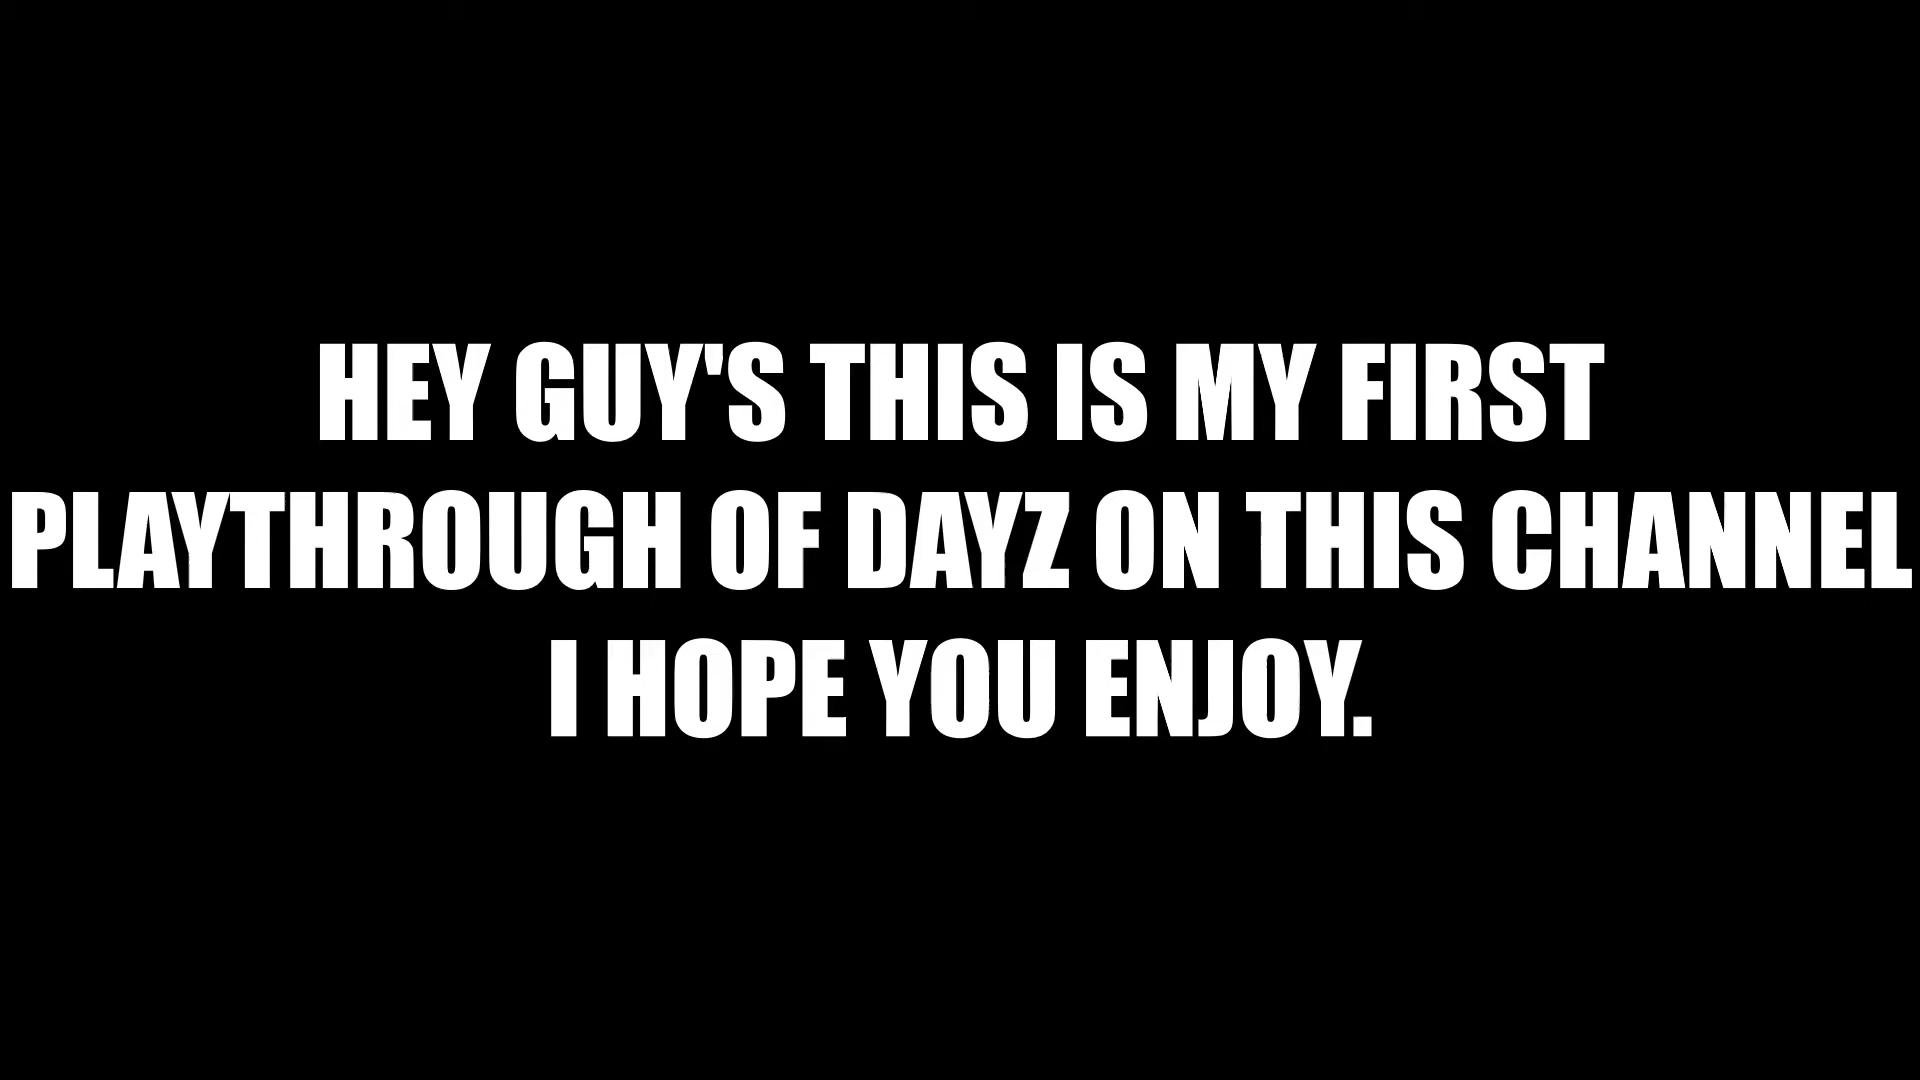 HEY GUY'S THIS IS MY FIRST
PLAYTHROUGH OF DAYZ ON THIS CHANNEL
I HOPE YOU ENJOY.